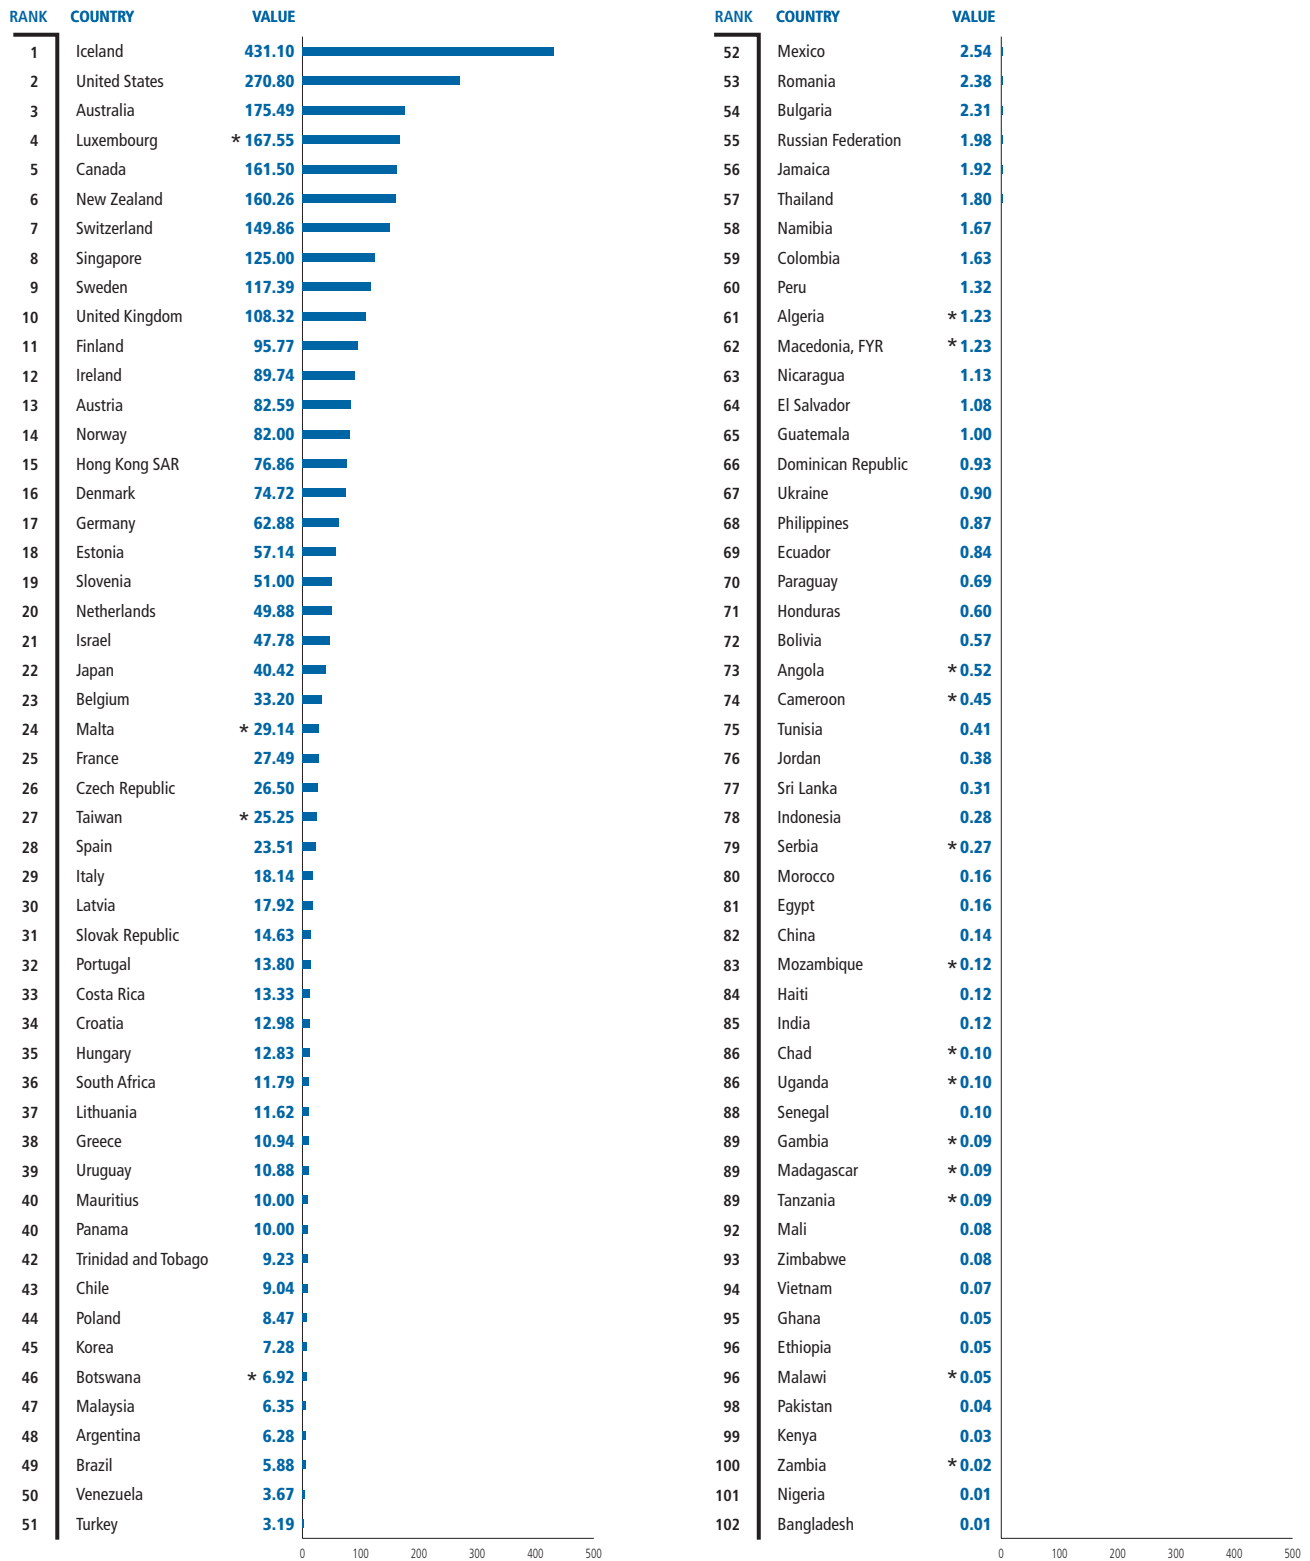 RANK COUNTRY VALUE
1 Iceland 431.10
2 United States 270.80
3 Australia 175.49
4 Luxembourg * 167.55
5 Canada 161.50
6 New Zealand 160.26
7 Switzerland 149.86
8 Singapore 125.00
9 Sweden 117.39
10 United Kingdom 108.32
11 Finland 95.77
12 Ireland 89.74
13 Austria 82.59
14 Norway 82.00
15 Hong Kong SAR 76.86
16 Denmark 74.72
17 Germany 62.88
18 Estonia 57.14
19 Slovenia 51.00
20 Netherlands 49.88
21 Israel 47.78
22 Japan 40.42
23 Belgium 33.20
24 Malta * 29.14
25 France 27.49
26 Czech Republic 26.50
27 Taiwan * 25.25
28 Spain 23.51
29 Italy 18.14
30 Latvia 17.92
31 Slovak Republic 14.63
32 Portugal 13.80
33 Costa Rica 13.33
34 Croatia 12.98
35 Hungary 12.83
36 South Africa 11.79
37 Lithuania 11.62
38 Greece 10.94
39 Uruguay 10.88
40 Mauritius 10.00
40 Panama 10.00
42 Trinidad and Tobago 9.23
43 Chile 9.04
44 Poland 8.47
45 Korea 7.28
46 Botswana * 6.92
47 Malaysia 6.35
48 Argentina 6.28
49 Brazil 5.88
50 Venezuela 3.67
51 Turkey 3.19
0 100 200 300 400 500
RANK COUNTRY VALUE
52 Mexico 2.54
53 Romania 2.38
54 Bulgaria 2.31
55 Russian Federation 1.98
56 Jamaica 1.92
57 Thailand 1.80
58 Namibia 1.67
59 Colombia 1.63
60 Peru 1.32
61 Algeria * 1.23
62 Macedonia, FYR * 1.23
63 Nicaragua 1.13
64 El Salvador 1.08
65 Guatemala 1.00
66 Dominican Republic 0.93
67 Ukraine 0.90
68 Philippines 0.87
69 Ecuador 0.84
70 Paraguay 0.69
71 Honduras 0.60
72 Bolivia 0.57
73 Angola * 0.52
74 Cameroon * 0.45
75 Tunisia 0.41
76 Jordan 0.38
77 Sri Lanka 0.31
78 Indonesia 0.28
79 Serbia * 0.27
80 Morocco 0.16
81 Egypt 0.16
82 China 0.14
83 Mozambique * 0.12
84 Haiti 0.12
85 India 0.12
86 Chad * 0.10
86 Uganda * 0.10
88 Senegal 0.10
89 Gambia * 0.09
89 Madagascar * 0.09
89 Tanzania * 0.09
92 Mali 0.08
93 Zimbabwe 0.08
94 Vietnam 0.07
95 Ghana 0.05
96 Ethiopia 0.05
96 Malawi * 0.05
98 Pakistan 0.04
99 Kenya 0.03
100 Zambia * 0.02
101 Nigeria 0.01
102 Bangladesh 0.01
0 100 200 300 400 500